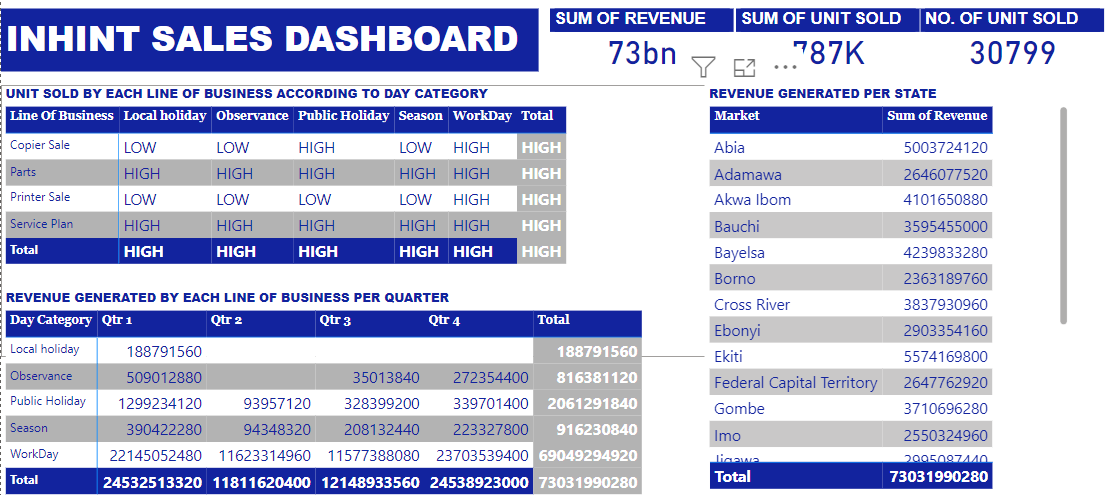 INHINT SALES DASHBOARD
SUM OF REVENUE SUM OF UNIT SOLD NO. OF UNIT SOLD
73bn 787K 30799
UNIT SOLD BY EACH LINE OF BUSINESS ACCORDING TO DAY CATEGORY
Line Of Business Local holiday Observance Public Holiday Season WorkDay Total
Copier Sale LOW LOW HIGH LOW HIGH HIGH
Parts HIGH HIGH HIGH HIGH HIGH HIGH
Printer Sale LOW LOW LOW LOW HIGH HIGH
Service Plan HIGH HIGH HIGH HIGH HIGH HIGH
Total HIGH HIGH HIGH HIGH HIGH HIGH
REVENUE GENERATED BY EACH LINE OF BUSINESS PER QUARTER
Day Category Qtr 1 Qtr 2 Qtr 3 Qtr 4 Total
Local holiday 188791560 188791560
Observance 509012880 35013840 272354400 816381120
Public Holiday 1299234120 93957120 328399200 339701400 2061291840
Season 390422280 94348320 208132440 223327800 916230840
WorkDay 22145052480 11623314960 11577388080 23703539400 69049294920
Total 24532513320 11811620400 12148933560 24538923000 73031990280
REVENUE GENERATED PER STATE
Market Sum of Revenue
Abia 5003724120
Adamawa 2646077520
Akwa Ibom 4101650880
Bauchi 3595455000
Bayelsa 4239833280
Borno 2363189760
Cross River 3837930960
Ebonyi 2903354160
Ekiti 5574169800
Federal Capital Territory 2647762920
Gombe 3710696280
Imo 2550324960
Jigawa 2995087440
Total 73031990280